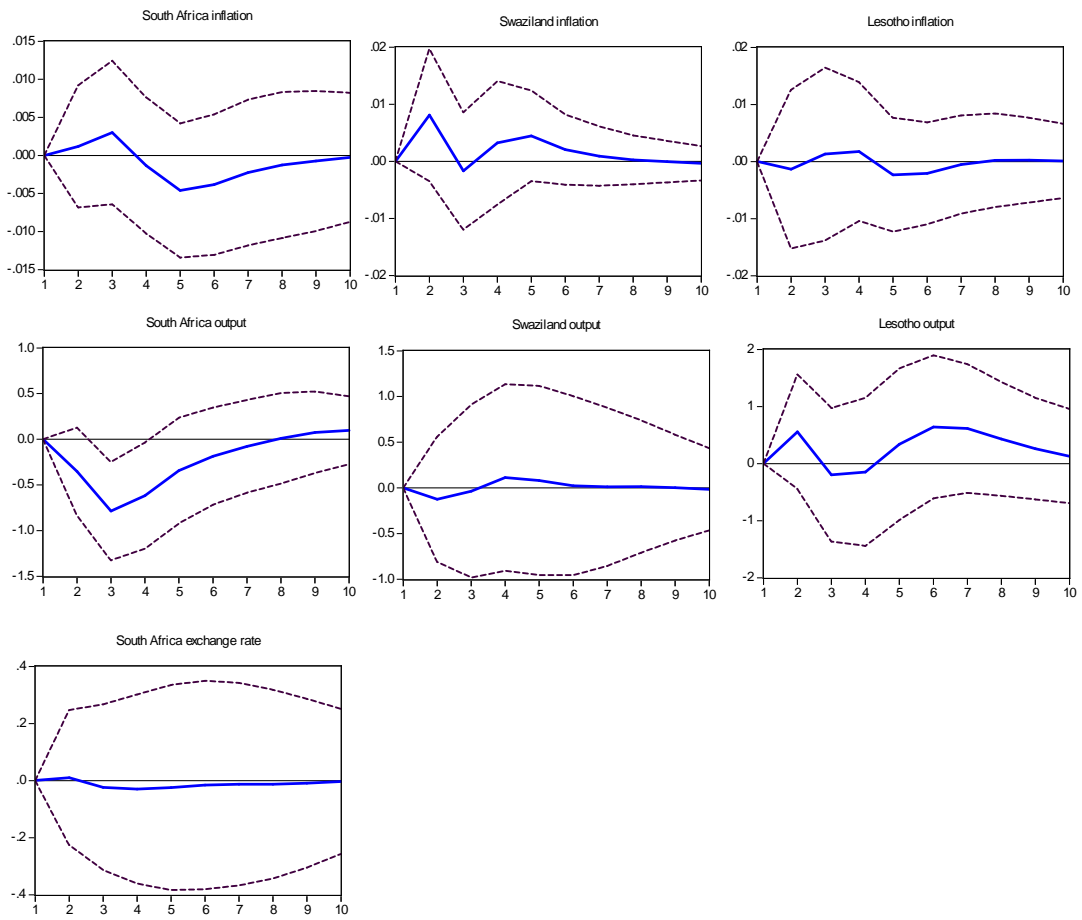 South Africa inflation
.015
.010
.005
.000
-.005
-.010
-.015
1 2 3 4 5 6 7 8 9 10
Swaziland inflation
.02
.01
.00
-.01
-.02
1 2 3 4 5 6 7 8 9 10
Lesotho inflation
.02
.01
.00
-.01
-.02
1 2 3 4 5 6 7 8 9 10
South Africa output
1.0
0.5
0.0
-0.5
-1.0
-1.5
1 2 3 4 5 6 7 8 9 10
Swaziland output
1.5
1.0
0.5
0.0
-0.5
-1.0
1 2 3 4 5 6 7 8 9 10
Lesotho output
2
1
0
-1
-2
1 2 3 4 5 6 7 8 9 10
South Africa exchange rate
.4
.2
.0
-.2
-.4
1 2 3 4 5 6 7 8 9 10